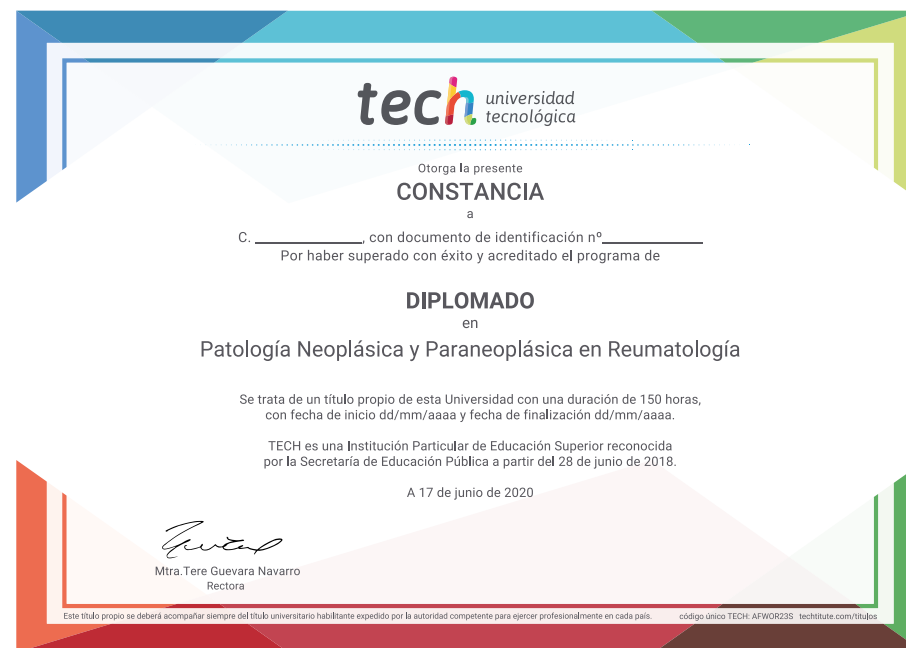 tech universidad
tecnológica
Otorga la presente
CONSTANCIA
a
C. ______________, con documento de identificación nº_____________
Por haber superado con éxito y acreditado el programa de
DIPLOMADO
en
Patología Neoplásica y Paraneoplásica en Reumatología
Se trata de un título propio de esta Universidad con una duración de 150 horas,
con fecha de inicio dd/mm/aaaa y fecha de finalización dd/mm/aaaa.
TECH es una Institución Particular de Educación Superior reconocida
por la Secretaría de Educación Pública a partir del 28 de junio de 2018.
A 17 de junio de 2020
Mtra.Tere Guevara Navarro
Rectora
Este título propio se deberá acompañar siempre del título universitario habilitante expedido por la autoridad competente para ejercer profesionalmente en cada país. código único TECH: AFWOR23S techtitute.com/titulos